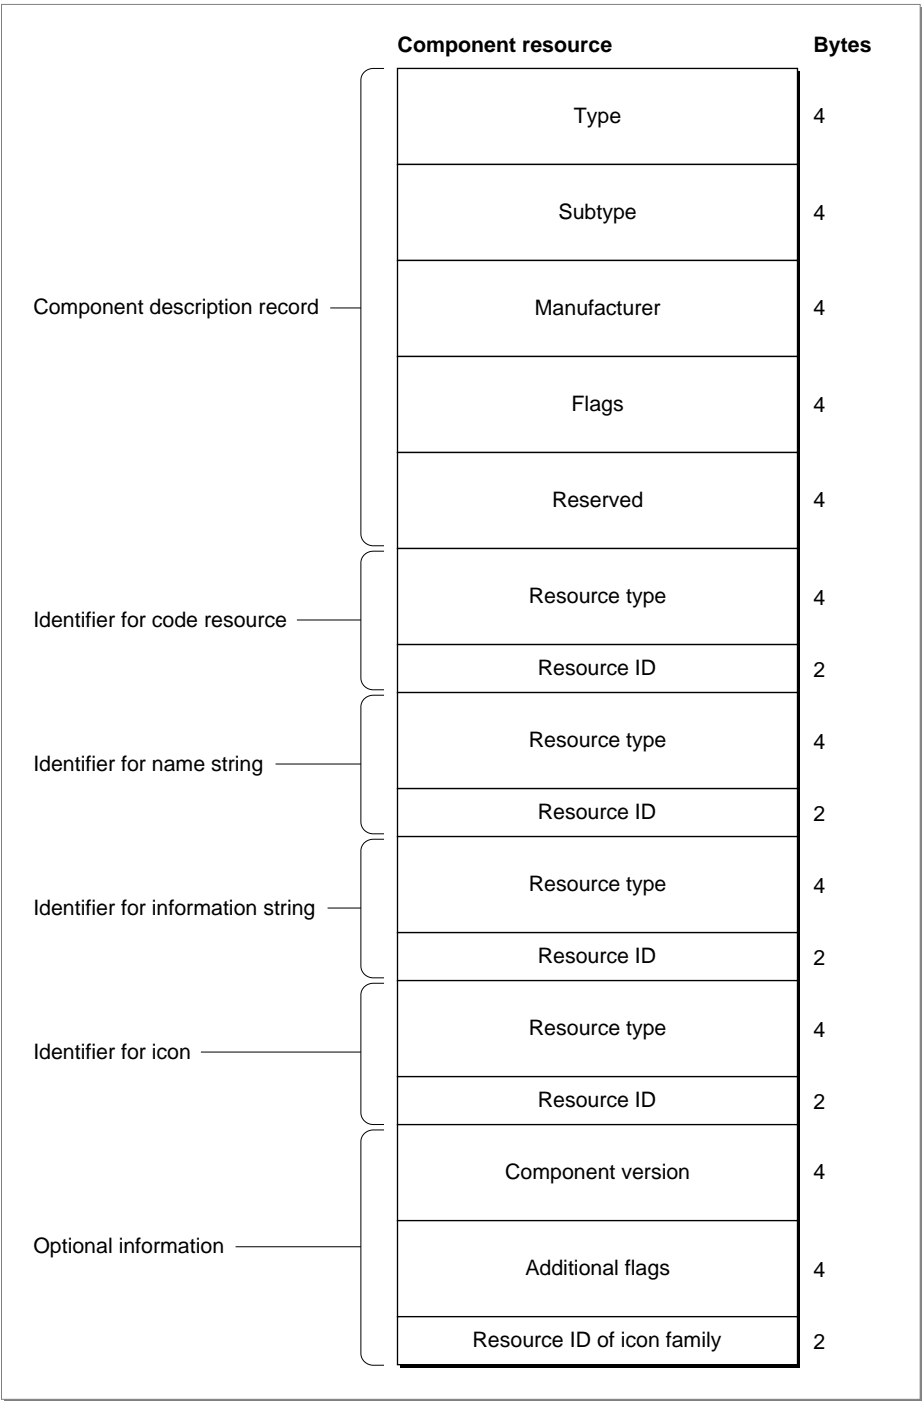 Component resource Bytes
Type 4
Subtype 4
Component description record Manufacturer 4
Flags 4
Reserved 4
Resource type 4
Identifier for code resource
Resource ID 2
Resource type 4
Identifier for name string
Resource ID 2
Resource type 4
Identifier for information string
Resource ID 2
Resource type 4
Identifier for icon
Resource ID 2
Component version 4
Optional information
Additional flags 4
Resource ID of icon family 2